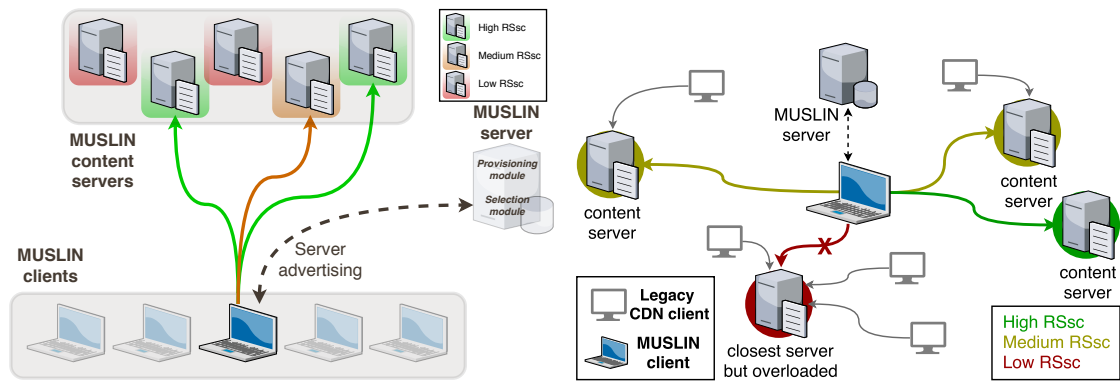 High RSsc
Medium RSsc
Low RSsc
MUSLIN
content
servers
MUSLIN
server
Provisioning
module
Selection
module
Server
advertising
MUSLIN
clients
MUSLIN
server
content
server
content
server
content
server
X
closest server
but overloaded
Legacy
CDN client
MUSLIN
client
High RSsc
Medium RSsc
Low RSsc